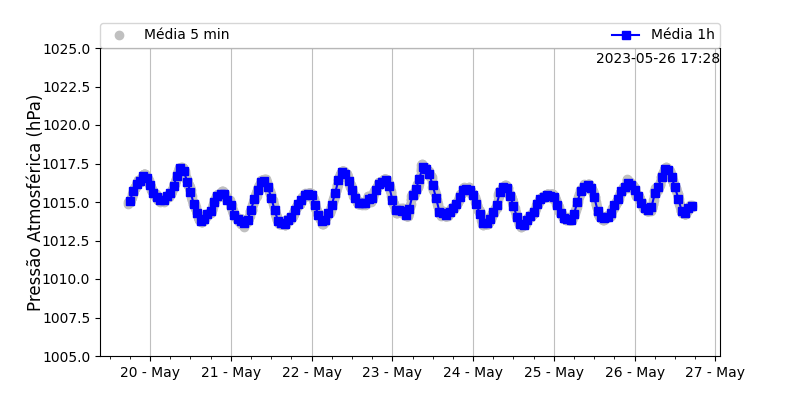 Média 5 min
Média 1h
2023-05-26 17:28
Pressão Atmosférica (hPa)
1025.0
1022.5
1020.0
1017.5
1015.0
1012.5
1010.0
1007.5
1005.0
20 - May
21 - May
22 - May
23 - May
24 - May
25 - May
26 - May
27 - May